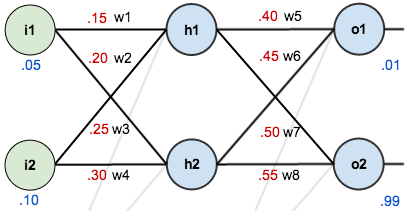 i1 .15 w1 h1 .40 w5 o1
.05 .20 w2 .45 w6 .01
.25 w3 .50 w7
i2 .30 w4 h2 .55 w8 o2
.10 .99